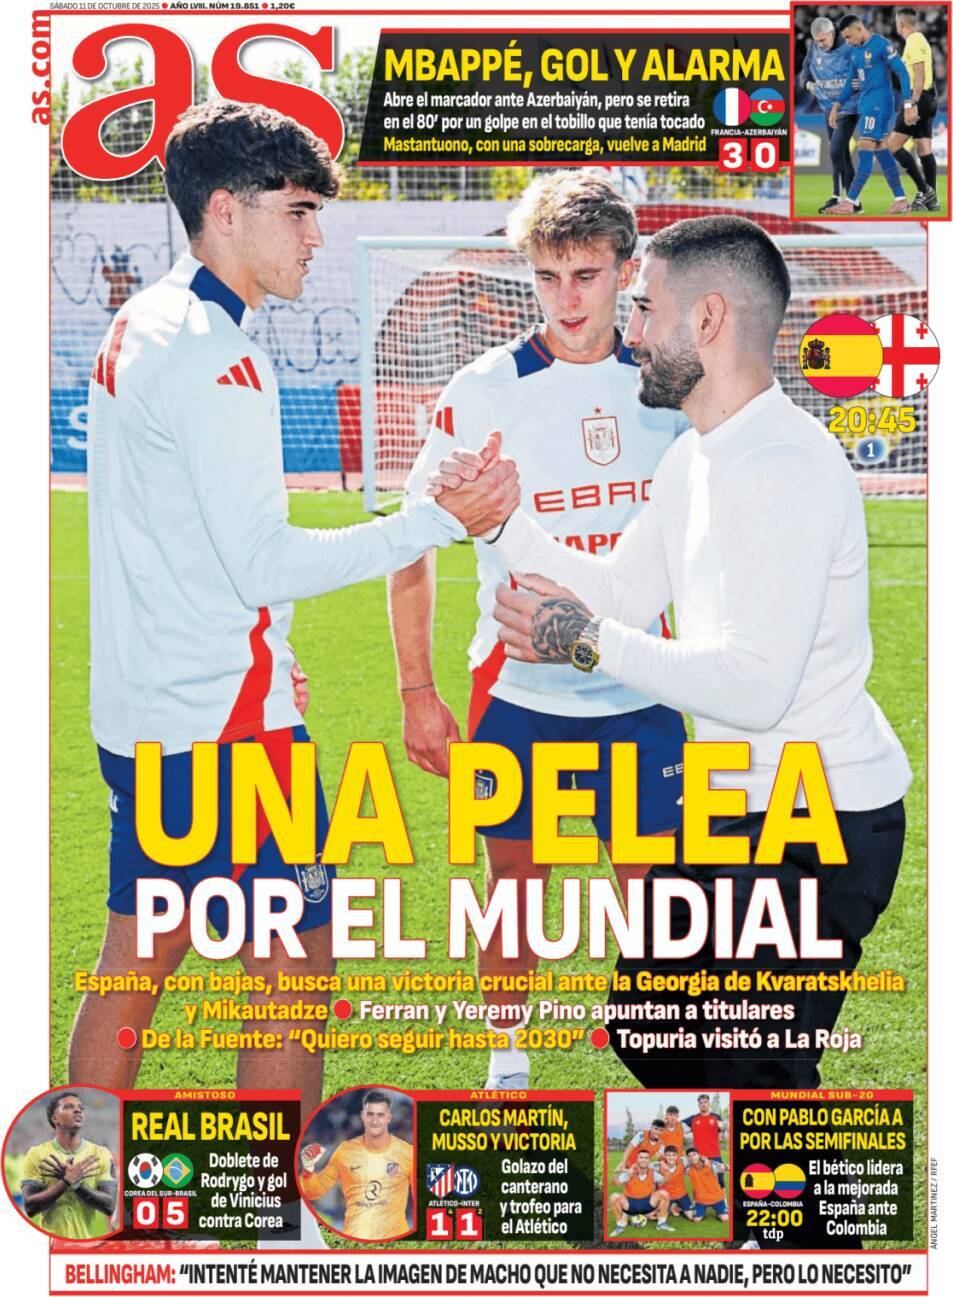 SÁBADO 11 DE OCTUBRE DE 2025 ● AÑO LVIII. NÚM 19.851 ● 1,20€
as.com
as
MBAPPÉ, GOL Y ALARMA
Abre el marcador ante Azerbaiyán, pero se retira
en el 80’ por un golpe en el tobillo que tenía tocado
Mastantuono, con una sobrecarga, vuelve a Madrid
FRANCIA-AZERBAIYÁN
3 0
10
20:45
1
EBRO
UNA PELEA
POR EL MUNDIAL
España, con bajas, busca una victoria crucial ante la Georgia de Kvaratskhelia
y Mikautadze ● Ferran y Yeremy Pino apuntan a titulares
● De la Fuente: “Quiero seguir hasta 2030” ● Topuria visitó a La Roja
AMISTOSO
REAL BRASIL
COREA DEL SUR-BRASIL
0 5
Doblete de
Rodrygo y gol
de Vinicius
contra Corea
ATLÉTICO
CARLOS MARTÍN,
MUSSO Y VICTORIA
ATLÉTICO-INTER
1 1
Golazo del
canterano
y trofeo para
el Atlético
MUNDIAL SUB-20
CON PABLO GARCÍA A
POR LAS SEMIFINALES
ESPAÑA-COLOMBIA
22:00
tdp
El bético lidera
a la mejorada
España ante
Colombia
ÁNGEL MARTINEZ / RFEF
BELLINGHAM: “INTENTÉ MANTENER LA IMAGEN DE MACHO QUE NO NECESITA A NADIE, PERO LO NECESITO”